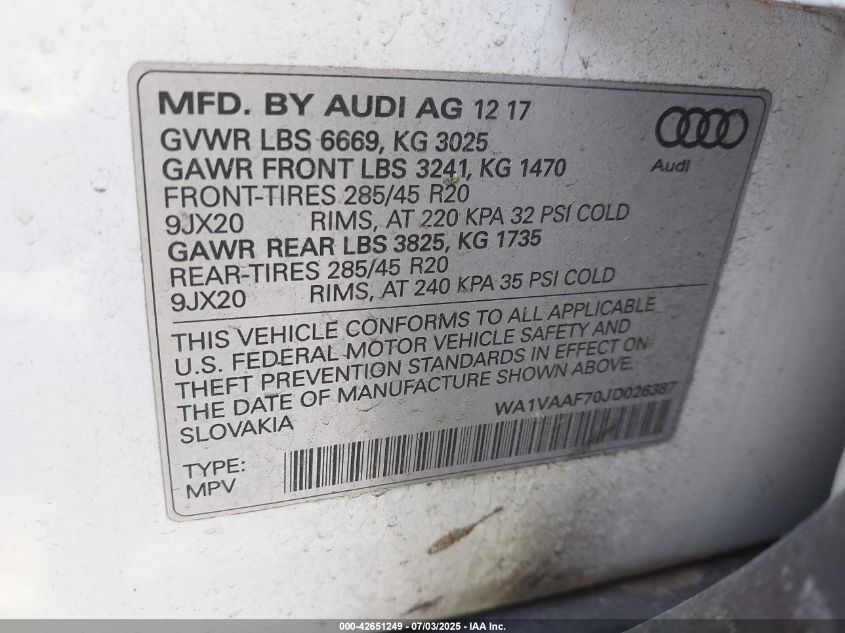 MFD. BY AUDI AG 12 17
GVWR LBS 6669, KG 3025
GAWR FRONT LBS 3241, KG 1470
FRONT-TIRES 285/45 R20
9JX20 RIMS, AT 220 KPA 32 PSI COLD
GAWR REAR LBS 3825, KG 1735
REAR-TIRES 285/45 R20
9JX20 RIMS, AT 240 KPA 35 PSI COLD
Audi
THIS VEHICLE CONFORMS TO ALL APPLICABLE
U.S. FEDERAL MOTOR VEHICLE SAFETY AND
THEFT PREVENTION STANDARDS IN EFFECT ON
THE DATE OF MANUFACTURE SHOWN ABOVE.
SLOVAKIA
WA1VAAF70JD026387
TYPE:
MPV
000-42651249 - 07/03/2025 - IAA Inc.